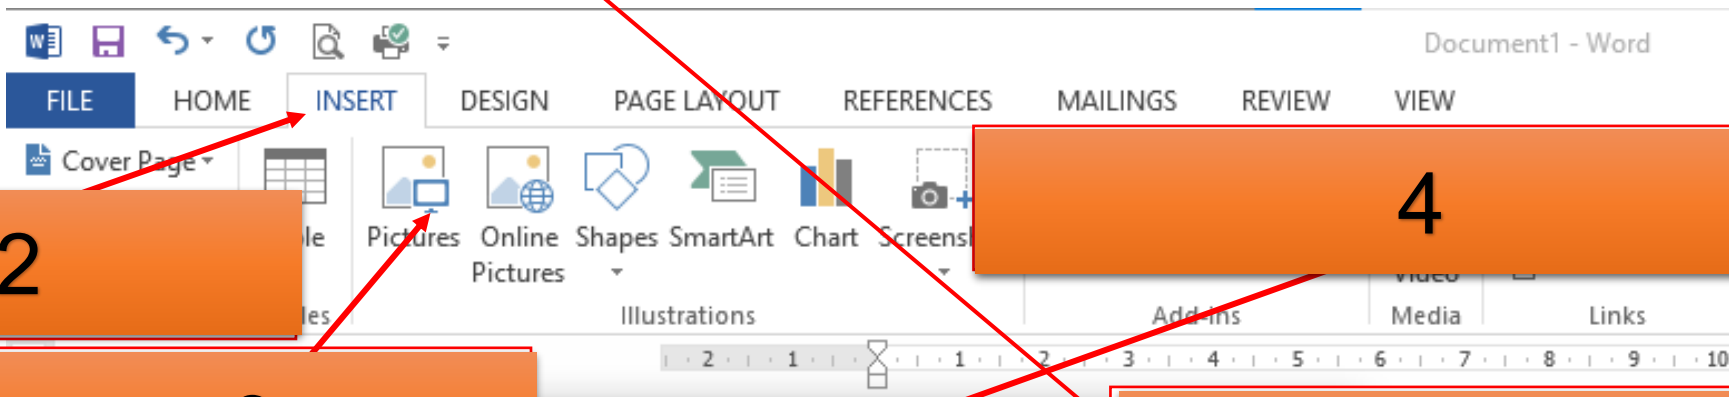 Document1 - Word
FILE HOME INSERT DESIGN PAGE LAYOUT REFERENCES MAILINGS REVIEW VIEW
Cover Page
4
2
Pictures Online Pictures Shapes SmartArt Chart
Video
Illustrations Add-ins Media Links
2 1 1 2 3 4 5 6 7 8 9 10